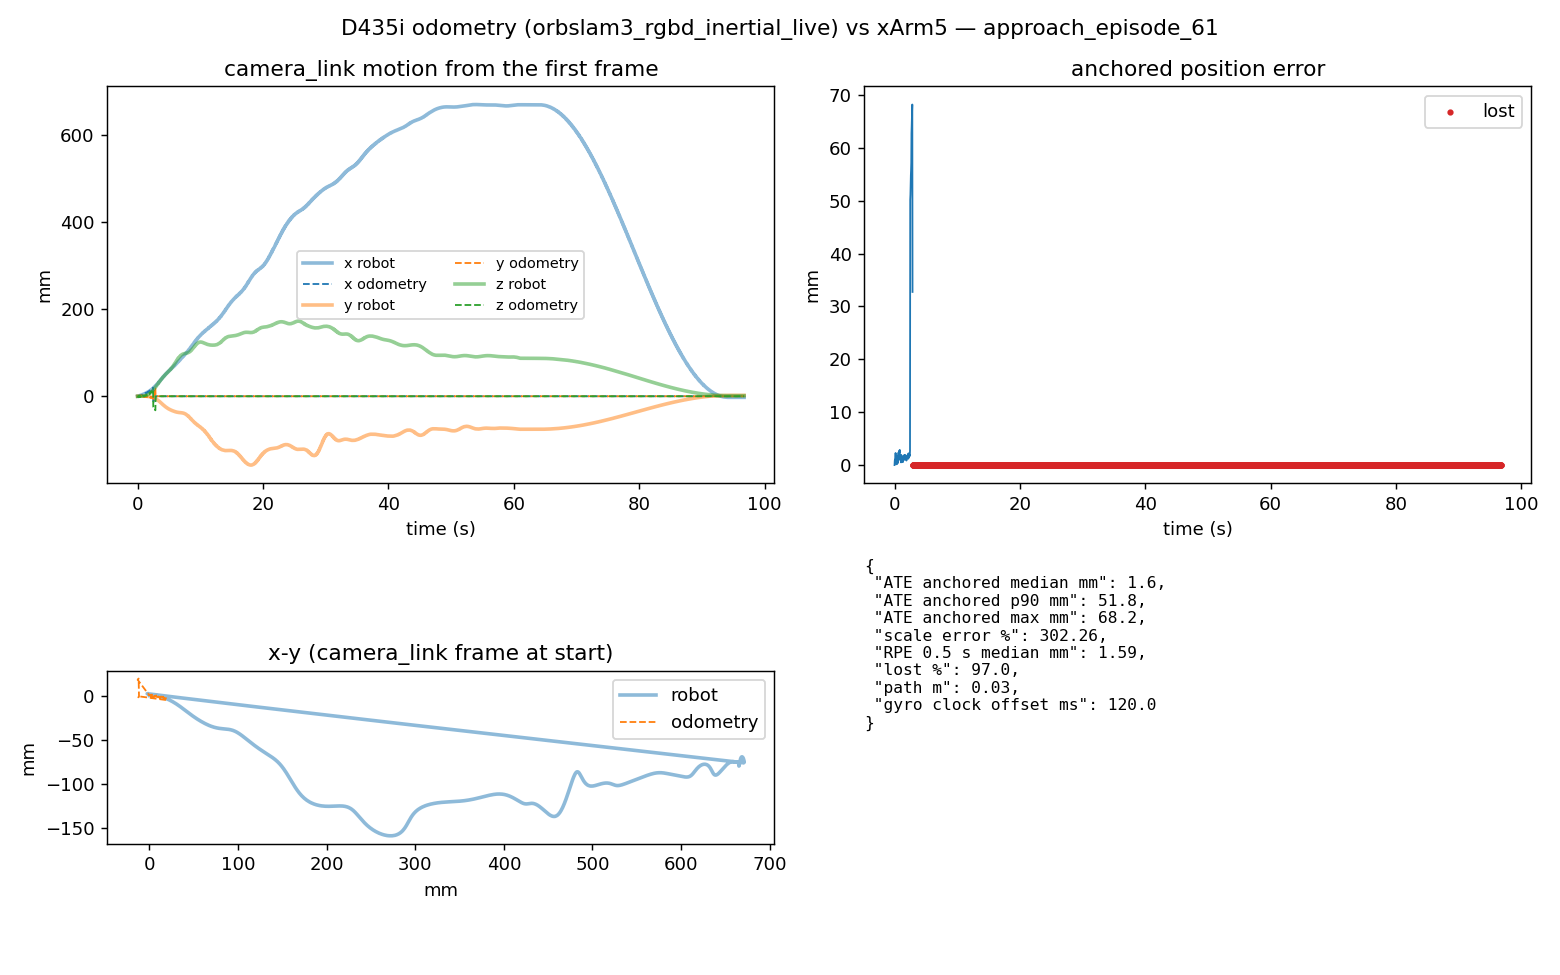 D435i odometry (orbslam3_rgbd_inertial_live) vs xArm5 — approach_episode_61
camera_link motion from the first frame
mm
600
400
200
0
x robot
x odometry
y robot
y odometry
z robot
z odometry
0 20 40 60 80 100
time (s)
anchored position error
mm
70
60
50
40
30
20
10
0
lost
0 20 40 60 80 100
time (s)
x-y (camera_link frame at start)
mm
0
−50
−100
−150
robot
odometry
0 100 200 300 400 500 600 700
mm
{
"ATE anchored median mm": 1.6,
"ATE anchored p90 mm": 51.8,
"ATE anchored max mm": 68.2,
"scale error %": 302.26,
"RPE 0.5 s median mm": 1.59,
"lost %": 97.0,
"path m": 0.03,
"gyro clock offset ms": 120.0
}